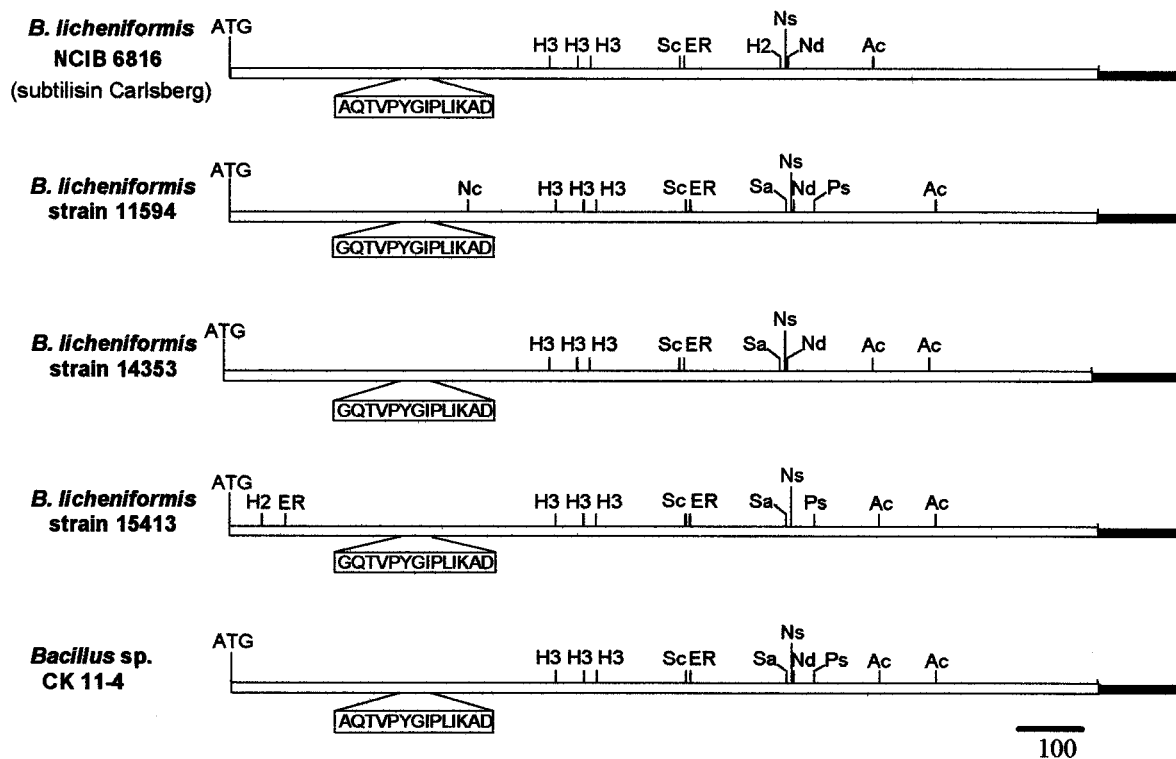 B. licheniformis
NCIB 6816
(subtilisin Carlsberg)
ATG
H3 H3 H3 Sc ER H2 Ns Nd Ac
AQTVPYGIPLIKAD
B. licheniformis
strain 11594
ATG
Nc H3 H3 H3 Sc ER Sa Ns Nd Ps Ac
GQTVPYGIPLIKAD
B. licheniformis
strain 14353
ATG
H3 H3 H3 Sc ER Sa Ns Nd Ac Ac
GQTVPYGIPLIKAD
B. licheniformis
strain 15413
ATG
H2 ER H3 H3 H3 Sc ER Sa Ns Ps Ac Ac
GQTVPYGIPLIKAD
Bacillus sp.
CK 11-4
ATG
H3 H3 H3 Sc ER Sa Ns Nd Ps Ac Ac
AQTVPYGIPLIKAD
100